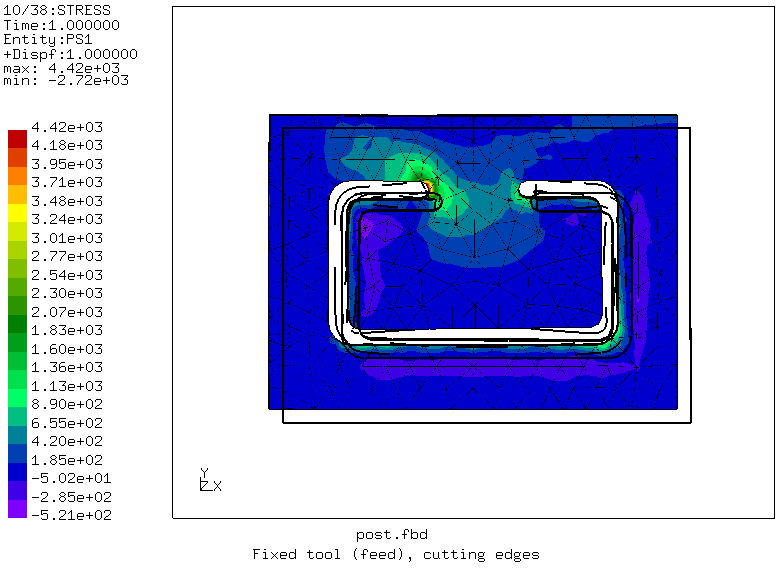 10/38:STRESS
Time:1.000000
Entity:PS1
+Dispf:1.000000
max: 4.42e+03
min: -2.72e+03
4.42e+03
4.18e+03
3.95e+03
3.71e+03
3.48e+03
3.24e+03
3.01e+03
2.77e+03
2.54e+03
2.30e+03
2.07e+03
1.83e+03
1.60e+03
1.36e+03
1.13e+03
8.90e+02
6.55e+02
4.20e+02
1.85e+02
-5.02e+01
-2.85e+02
-5.21e+02
Y
Z X
post.fbd
Fixed tool (feed), cutting edges